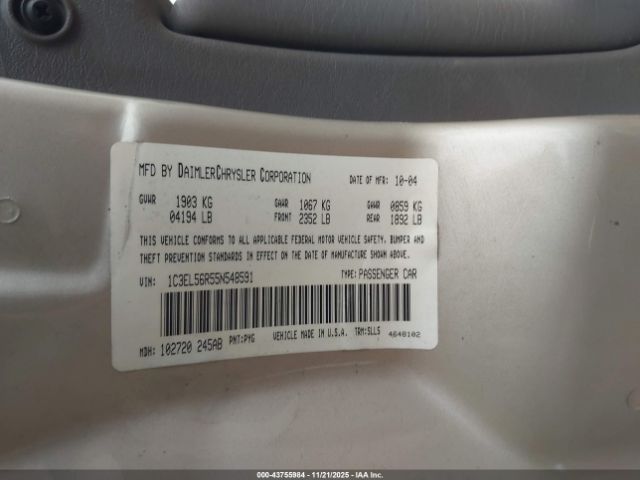 MFD BY DAIMLERCHRYSLER CORPORATION DATE OF MFR: 10-04
GVWR 1903 KG GAWR 1067 KG GAWR 0859 KG
04194 LB FRONT 2352 LB REAR 1892 LB
THIS VEHICLE CONFORMS TO ALL APPLICABLE FEDERAL MOTOR VEHICLE SAFETY, BUMPER AND
THEFT PREVENTION STANDARDS IN EFFECT ON THE DATE OF MANUFACTURE SHOWN ABOVE.
VIN: 1C3EL56R55N548591 TYPE: PASSENGER CAR
MDH: 102720 245AB PNT: PYG VEHICLE MADE IN U.S.A. TRM: SLL5 4648102
000-43755984 | 11/21/2025 | IAA Inc.